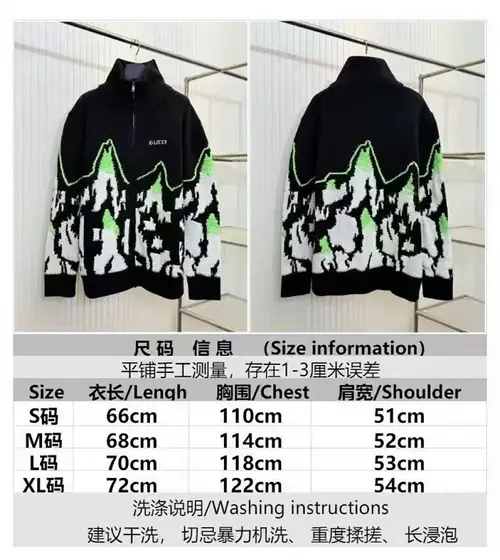 BUCCI
尺码 信息 （Size information）
平铺手工测量，存在1-3厘米误差
Size 衣长/Lengh 胸围/Chest 肩宽/Shoulder
S码 66cm 110cm 51cm
M码 68cm 114cm 52cm
L码 70cm 118cm 53cm
XL码 72cm 122cm 54cm
洗涤说明/Washing instructions
建议干洗， 切忌暴力机洗、 重度揉搓、 长浸泡